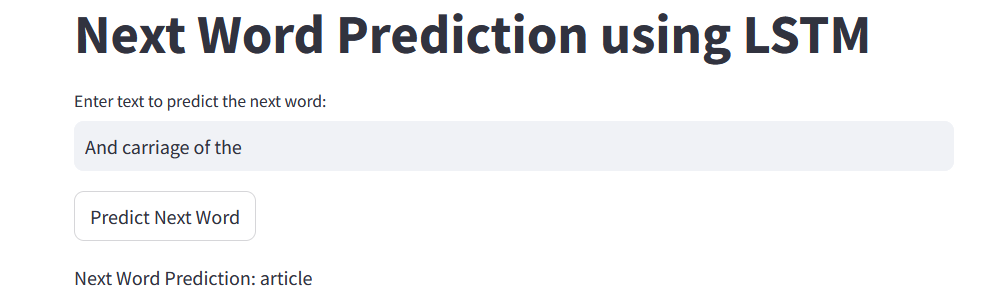 Next Word Prediction using LSTM
Enter text to predict the next word:
And carriage of the
Predict Next Word
Next Word Prediction: article